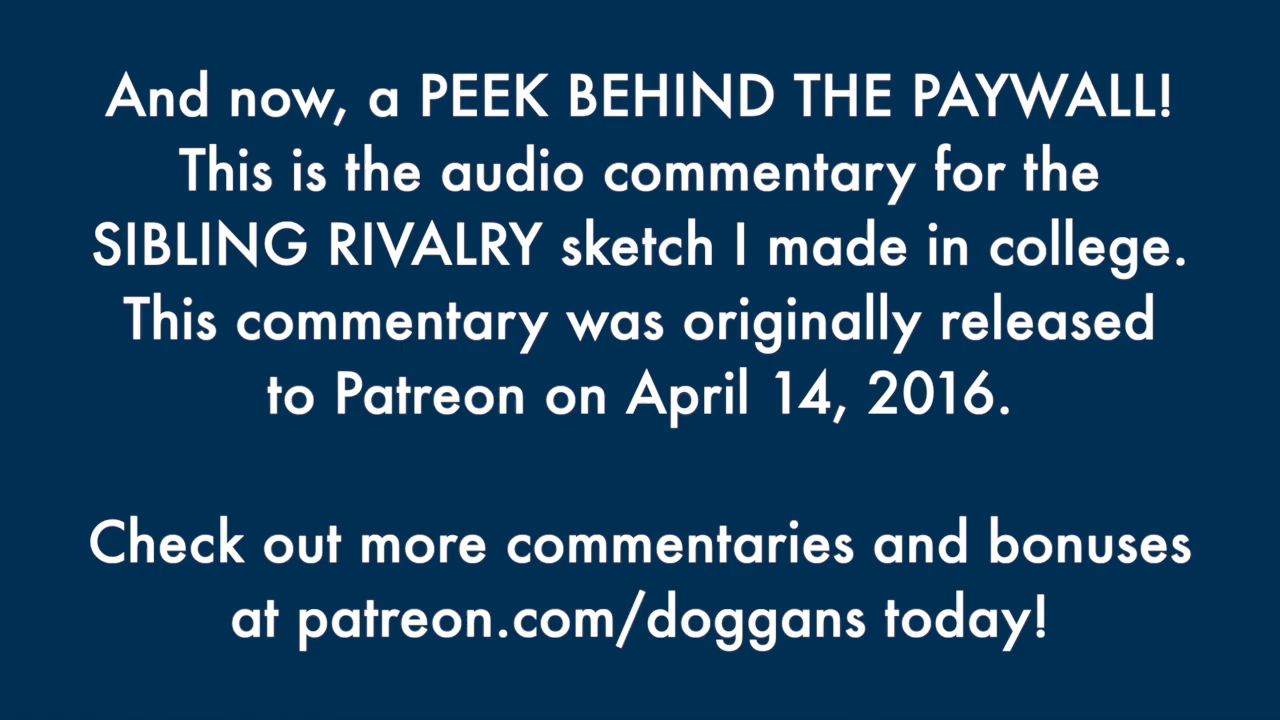 And now, a PEEK BEHIND THE PAYWALL!
This is the audio commentary for the
SIBLING RIVALRY sketch I made in college.
This commentary was originally released
to Patreon on April 14, 2016.
Check out more commentaries and bonuses
at patreon.com/doggans today!